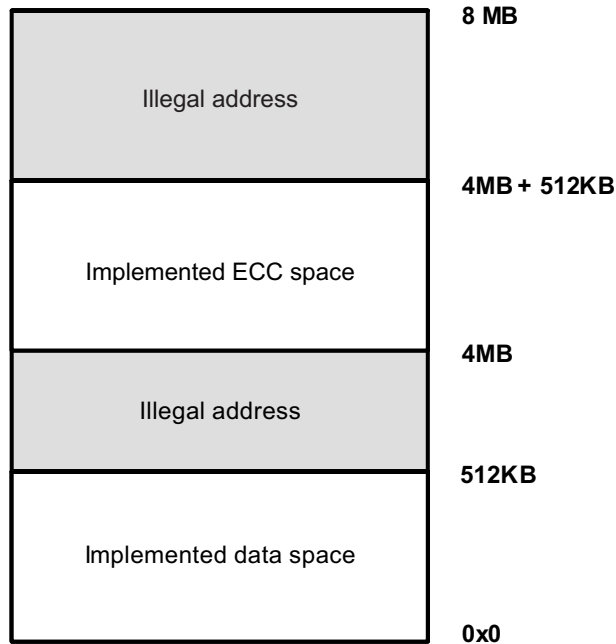 8 MB
Illegal address
4MB + 512KB
Implemented ECC space
4MB
Illegal address
512KB
Implemented data space
0x0